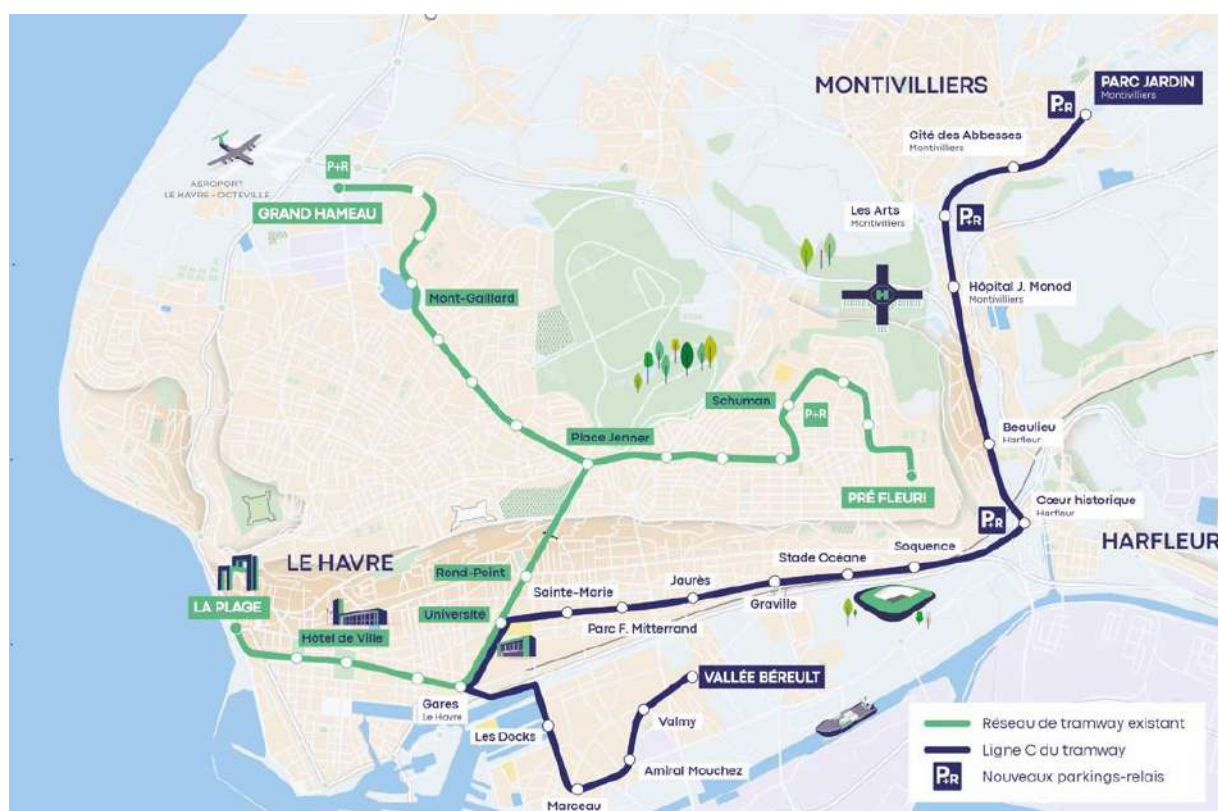 MONTIVILLIERS
P+R
PARC JARDIN
Montivilliers
Cité des Abbesses
Montivilliers
P+R
AÉROPORT
LE HAVRE - OCTEVILLE
GRAND HAMEAU
Les Arts
Montivilliers
P+R
Mont-Gaillard
H
Hôpital J. Monod
Montivilliers
Schuman
P+R
Place Jenner
Beaulieu
Harfleur
PRÉ FLEURI
P+R
Cœur historique
Harfleur
HARFLEUR
LE HAVRE
Rond-Point
Stade Océane
Soquence
Sainte-Marie
Jaurès
Graville
LA PLAGE
Université
Parc F. Mitterrand
Hôtel de Ville
VALLÉE BÉREULT
Gares
Le Havre
Les Docks
Valmy
Amiral Mouchez
Marceau
Réseau de tramway existant
Ligne C du tramway
P+R
Nouveaux parkings-relais